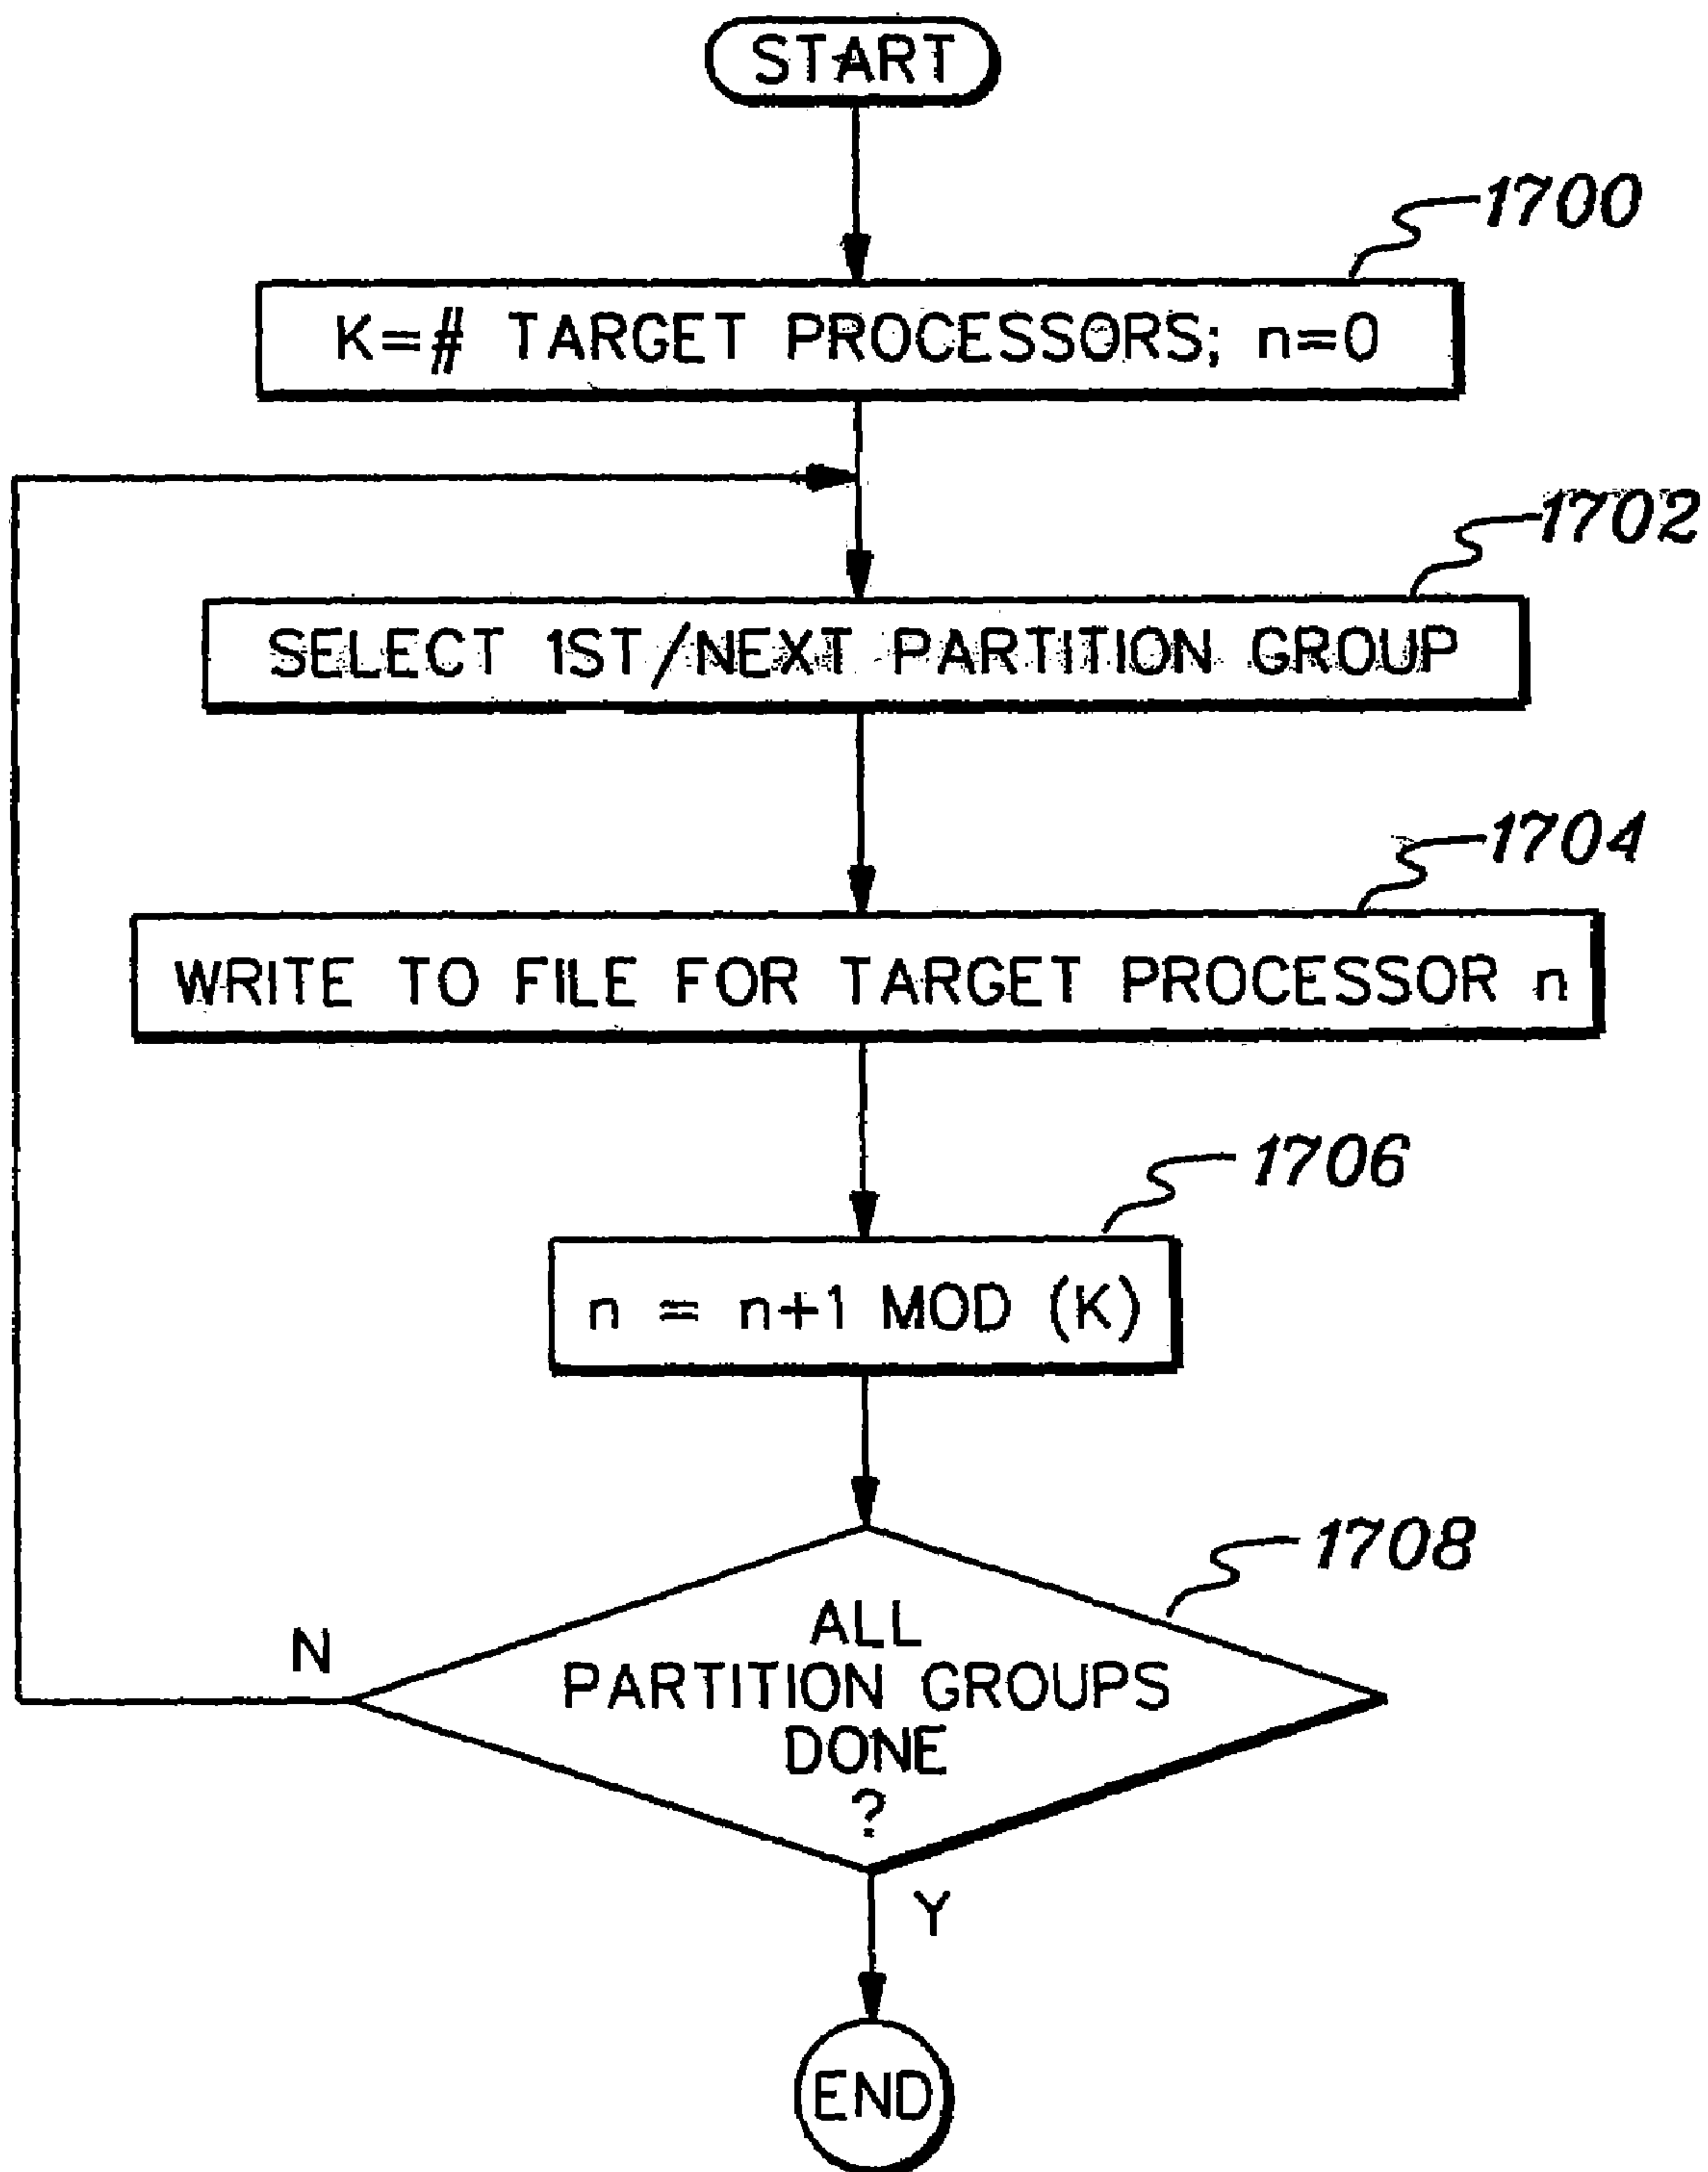 START
1700
K=# TARGET PROCESSORS; n=0
1702
SELECT 1ST/NEXT PARTITION GROUP
1704
WRITE TO FILE FOR TARGET PROCESSOR n
1706
n = n+1 MOD (K)
1708
ALL
PARTITION GROUPS
DONE
?
N
Y
END